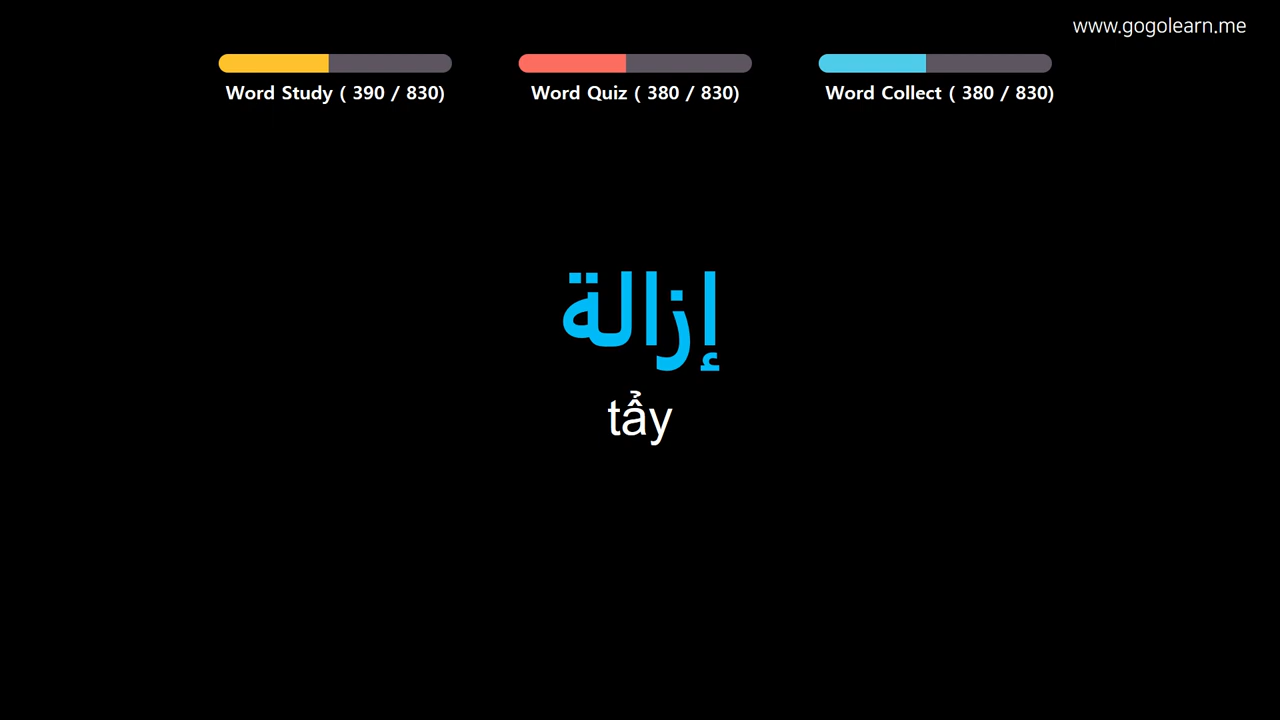 www.gogolearn.me
Word Study ( 390 / 830)
Word Quiz ( 380 / 830)
Word Collect ( 380 / 830)
إزالة
tẩy